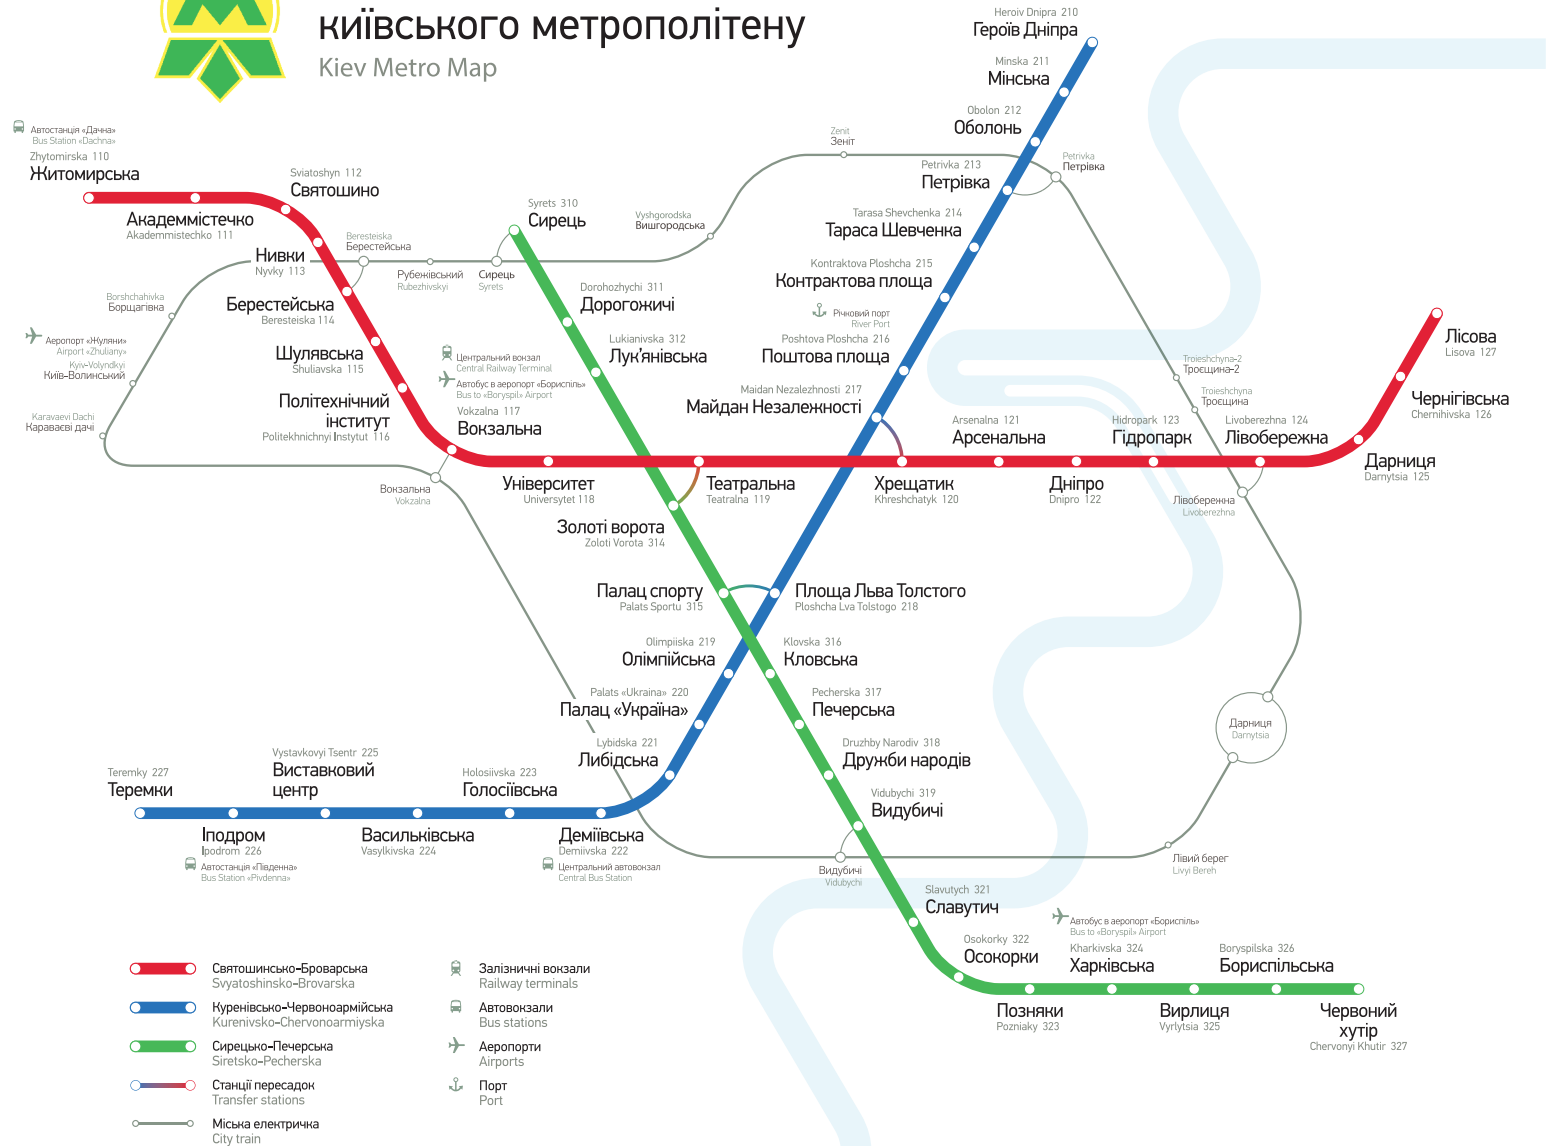 київського метрополітену
Kiev Metro Map
Heroiv Dnipra 210
Героїв Дніпра
Minska 211
Мінська
Obolon 212
Оболонь
Petrivka 213
Петрівка
Tarasa Shevchenka 214
Тараса Шевченка
Kontraktova Ploshcha 215
Контрактова площа
Річковий порт
River Port
Poshtova Ploshcha 216
Поштова площа
Maidan Nezalezhnosti 217
Майдан Незалежності
Площа Льва Толстого
Ploshcha Lva Tolstogo 218
Olimpiiska 219
Олімпійська
Palats «Ukraina» 220
Палац «Україна»
Lybidska 221
Либідська
Деміївська
Demiivska 222
Центральний автовокзал
Central Bus Station
Holosiivska 223
Голосіївська
Васильківська
Vasylkivska 224
Vystavkovyi Tsentr 225
Виставковий
центр
Іподром
Ipodrom 226
Автостанція «Південна»
Bus Station «Pivdenna»
Teremky 227
Теремки
Автостанція «Дачна»
Bus Station «Dachna»
Zhytomirska 110
Житомирська
Академмістечко
Akademmistechko 111
Sviatoshyn 112
Святошино
Нивки
Nyvky 113
Берестейська
Beresteiska 114
Шулявська
Shuliavska 115
Політехнічний
інститут
Politekhnichnyi Instytut 116
Центральний вокзал
Central Railway Terminal
Автобус в аеропорт «Бориспіль»
Bus to «Boryspil» Airport
Vokzalna 117
Вокзальна
Університет
Universytet 118
Театральна
Teatralna 119
Хрещатик
Khreshchatyk 120
Arsenalna 121
Арсенальна
Дніпро
Dnipro 122
Hidropark 123
Гідропарк
Livoberezhna 124
Лівобережна
Дарниця
Darnytsia 125
Чернігівська
Chernihivska 126
Лісова
Lisova 127
Syrets 310
Сирець
Dorohozhychi 311
Дорогожичі
Lukianivska 312
Лук'янівська
Золоті ворота
Zoloti Vorota 314
Палац спорту
Palats Sportu 315
Klovska 316
Кловська
Pecherska 317
Печерська
Druzhby Narodiv 318
Дружби народів
Vidubychi 319
Видубичі
Slavutych 321
Славутич
Osokorky 322
Осокорки
Позняки
Pozniaky 323
Автобус в аеропорт «Бориспіль»
Bus to «Boryspil» Airport
Kharkivska 324
Харківська
Вирлиця
Vyrlytsia 325
Boryspilska 326
Бориспільська
Червоний
хутір
Chervonyi Khutir 327
Zenit
Зеніт
Petrivka
Петрівка
Vyshgorodska
Вишгородська
Beresteiska
Берестейська
Рубежівський
Rubezhivskyi
Сирець
Syrets
Borshchahivka
Борщагівка
Аеропорт «Жуляни»
Airport «Zhuliany»
Kyiv-Volyndkyi
Київ-Волинський
Karavaevi Dachi
Караваєві дачі
Вокзальна
Vokzalna
Troieshchyna-2
Троєщина-2
Troieshchyna
Троєщина
Лівобережна
Livoberezhna
Дарниця
Darnytsia
Лівий берег
Livyi Bereh
Видубичі
Vidubychi
Святошинсько-Броварська
Svyatoshinsko-Brovarska
Куренівсько-Червоноармійська
Kurenivsko-Chervonoarmiyska
Сирецько-Печерська
Siretsko-Pecherska
Станції пересадок
Transfer stations
Міська електричка
City train
Залізничні вокзали
Railway terminals
Автовокзали
Bus stations
Аеропорти
Airports
Порт
Port